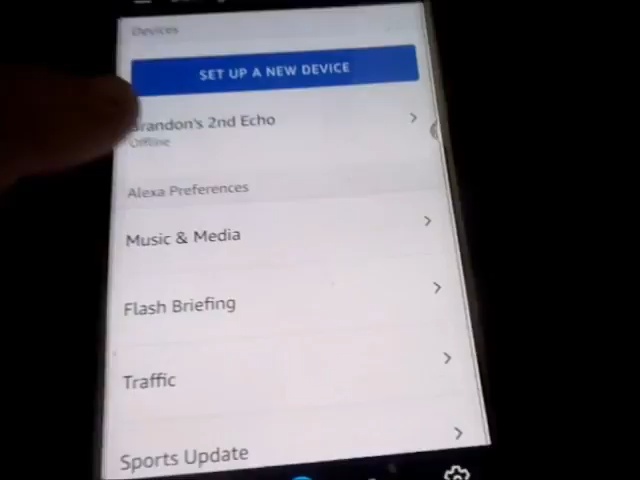 Devices
SET UP A NEW DEVICE
Brandon's 2nd Echo
Offline
Alexa Preferences
Music & Media
Flash Briefing
Traffic
Sports Update